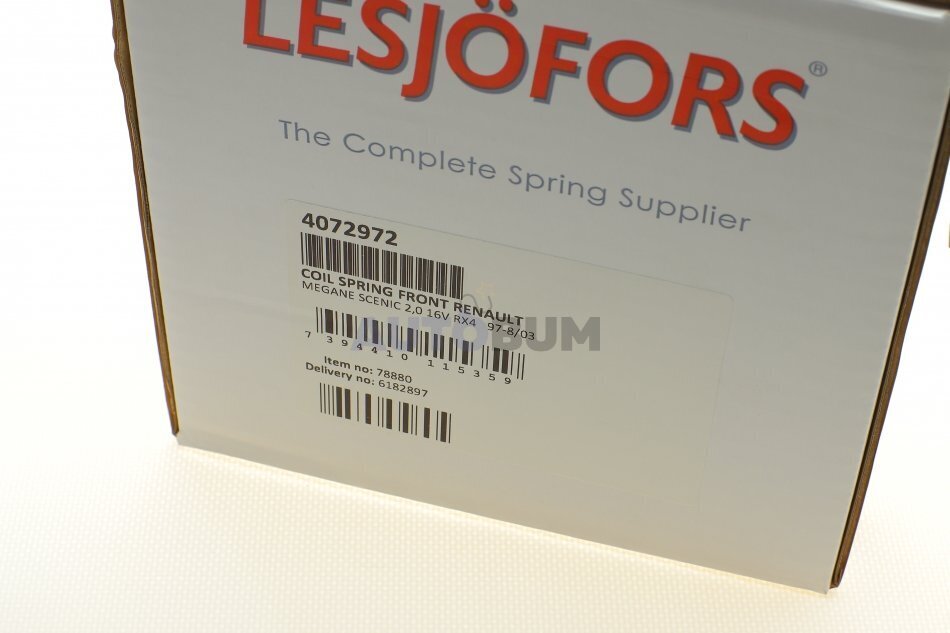 LESJÖFORS®
The Complete Spring Supplier
4072972
COIL SPRING FRONT RENAULT
MEGANE SCENIC 2,0 16V RX4 97-8/03
AUTOBUM
7 394410 115359
Item no: 78880
Delivery no: 6182897